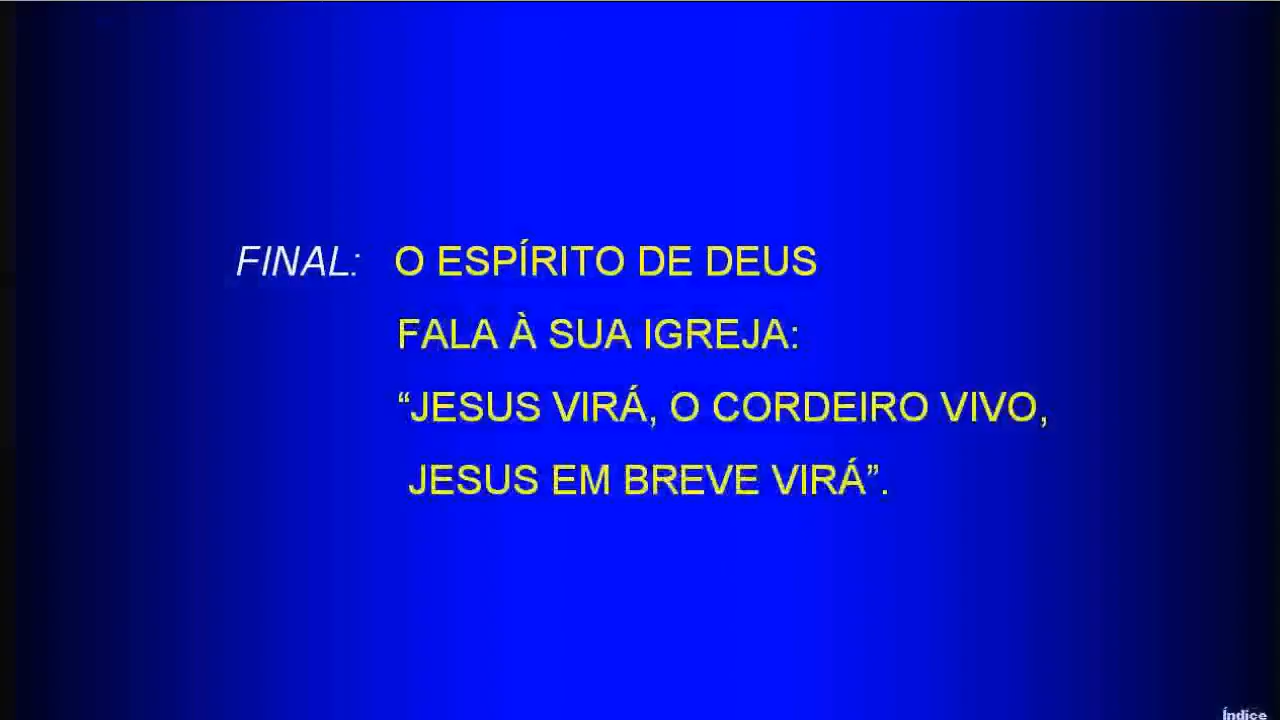 FINAL: O ESPÍRITO DE DEUS
FALA À SUA IGREJA:
“JESUS VIRÁ, O CORDEIRO VIVO,
JESUS EM BREVE VIRÁ”.
Índice